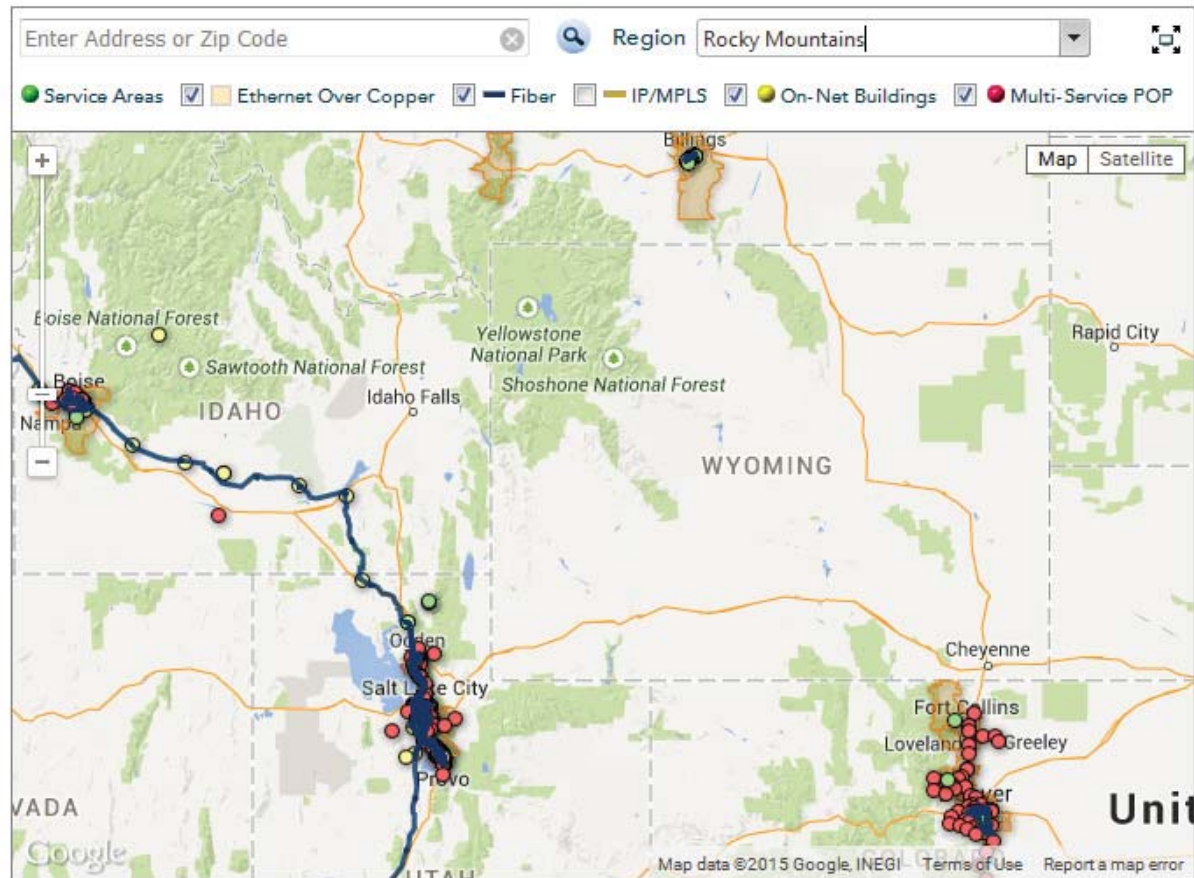 Enter Address or Zip Code
Region
Rocky Mountains
Service Areas
Ethernet Over Copper
Fiber
IP/MPLS
On-Net Buildings
Multi-Service POP
Billings
Map
Satellite
Boise National Forest
Yellowstone
National Park
Rapid City
Sawtooth National Forest
Shoshone National Forest
Boise
IDAHO
Idaho Falls
Nampa
WYOMING
Ogden
Cheyenne
Salt Lake City
Fort Collins
Loveland
Greeley
Provo
VADA
ver
Unit
Google
UTAH
COLORADO
Map data ©2015 Google, INEGI
Terms of Use
Report a map error